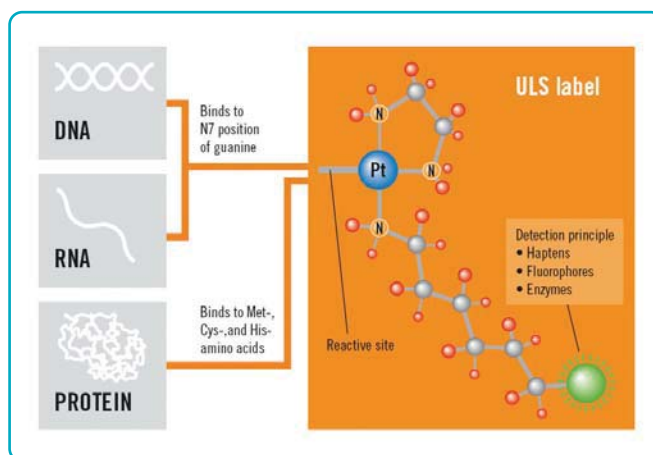 DNA
RNA
PROTEIN
Binds to
N7 position
of guanine
Binds to Met-,
Cys-,and His-
amino acids
ULS label
N
N
Pt
N
Reactive site
Detection principle
• Haptens
• Fluorophores
• Enzymes